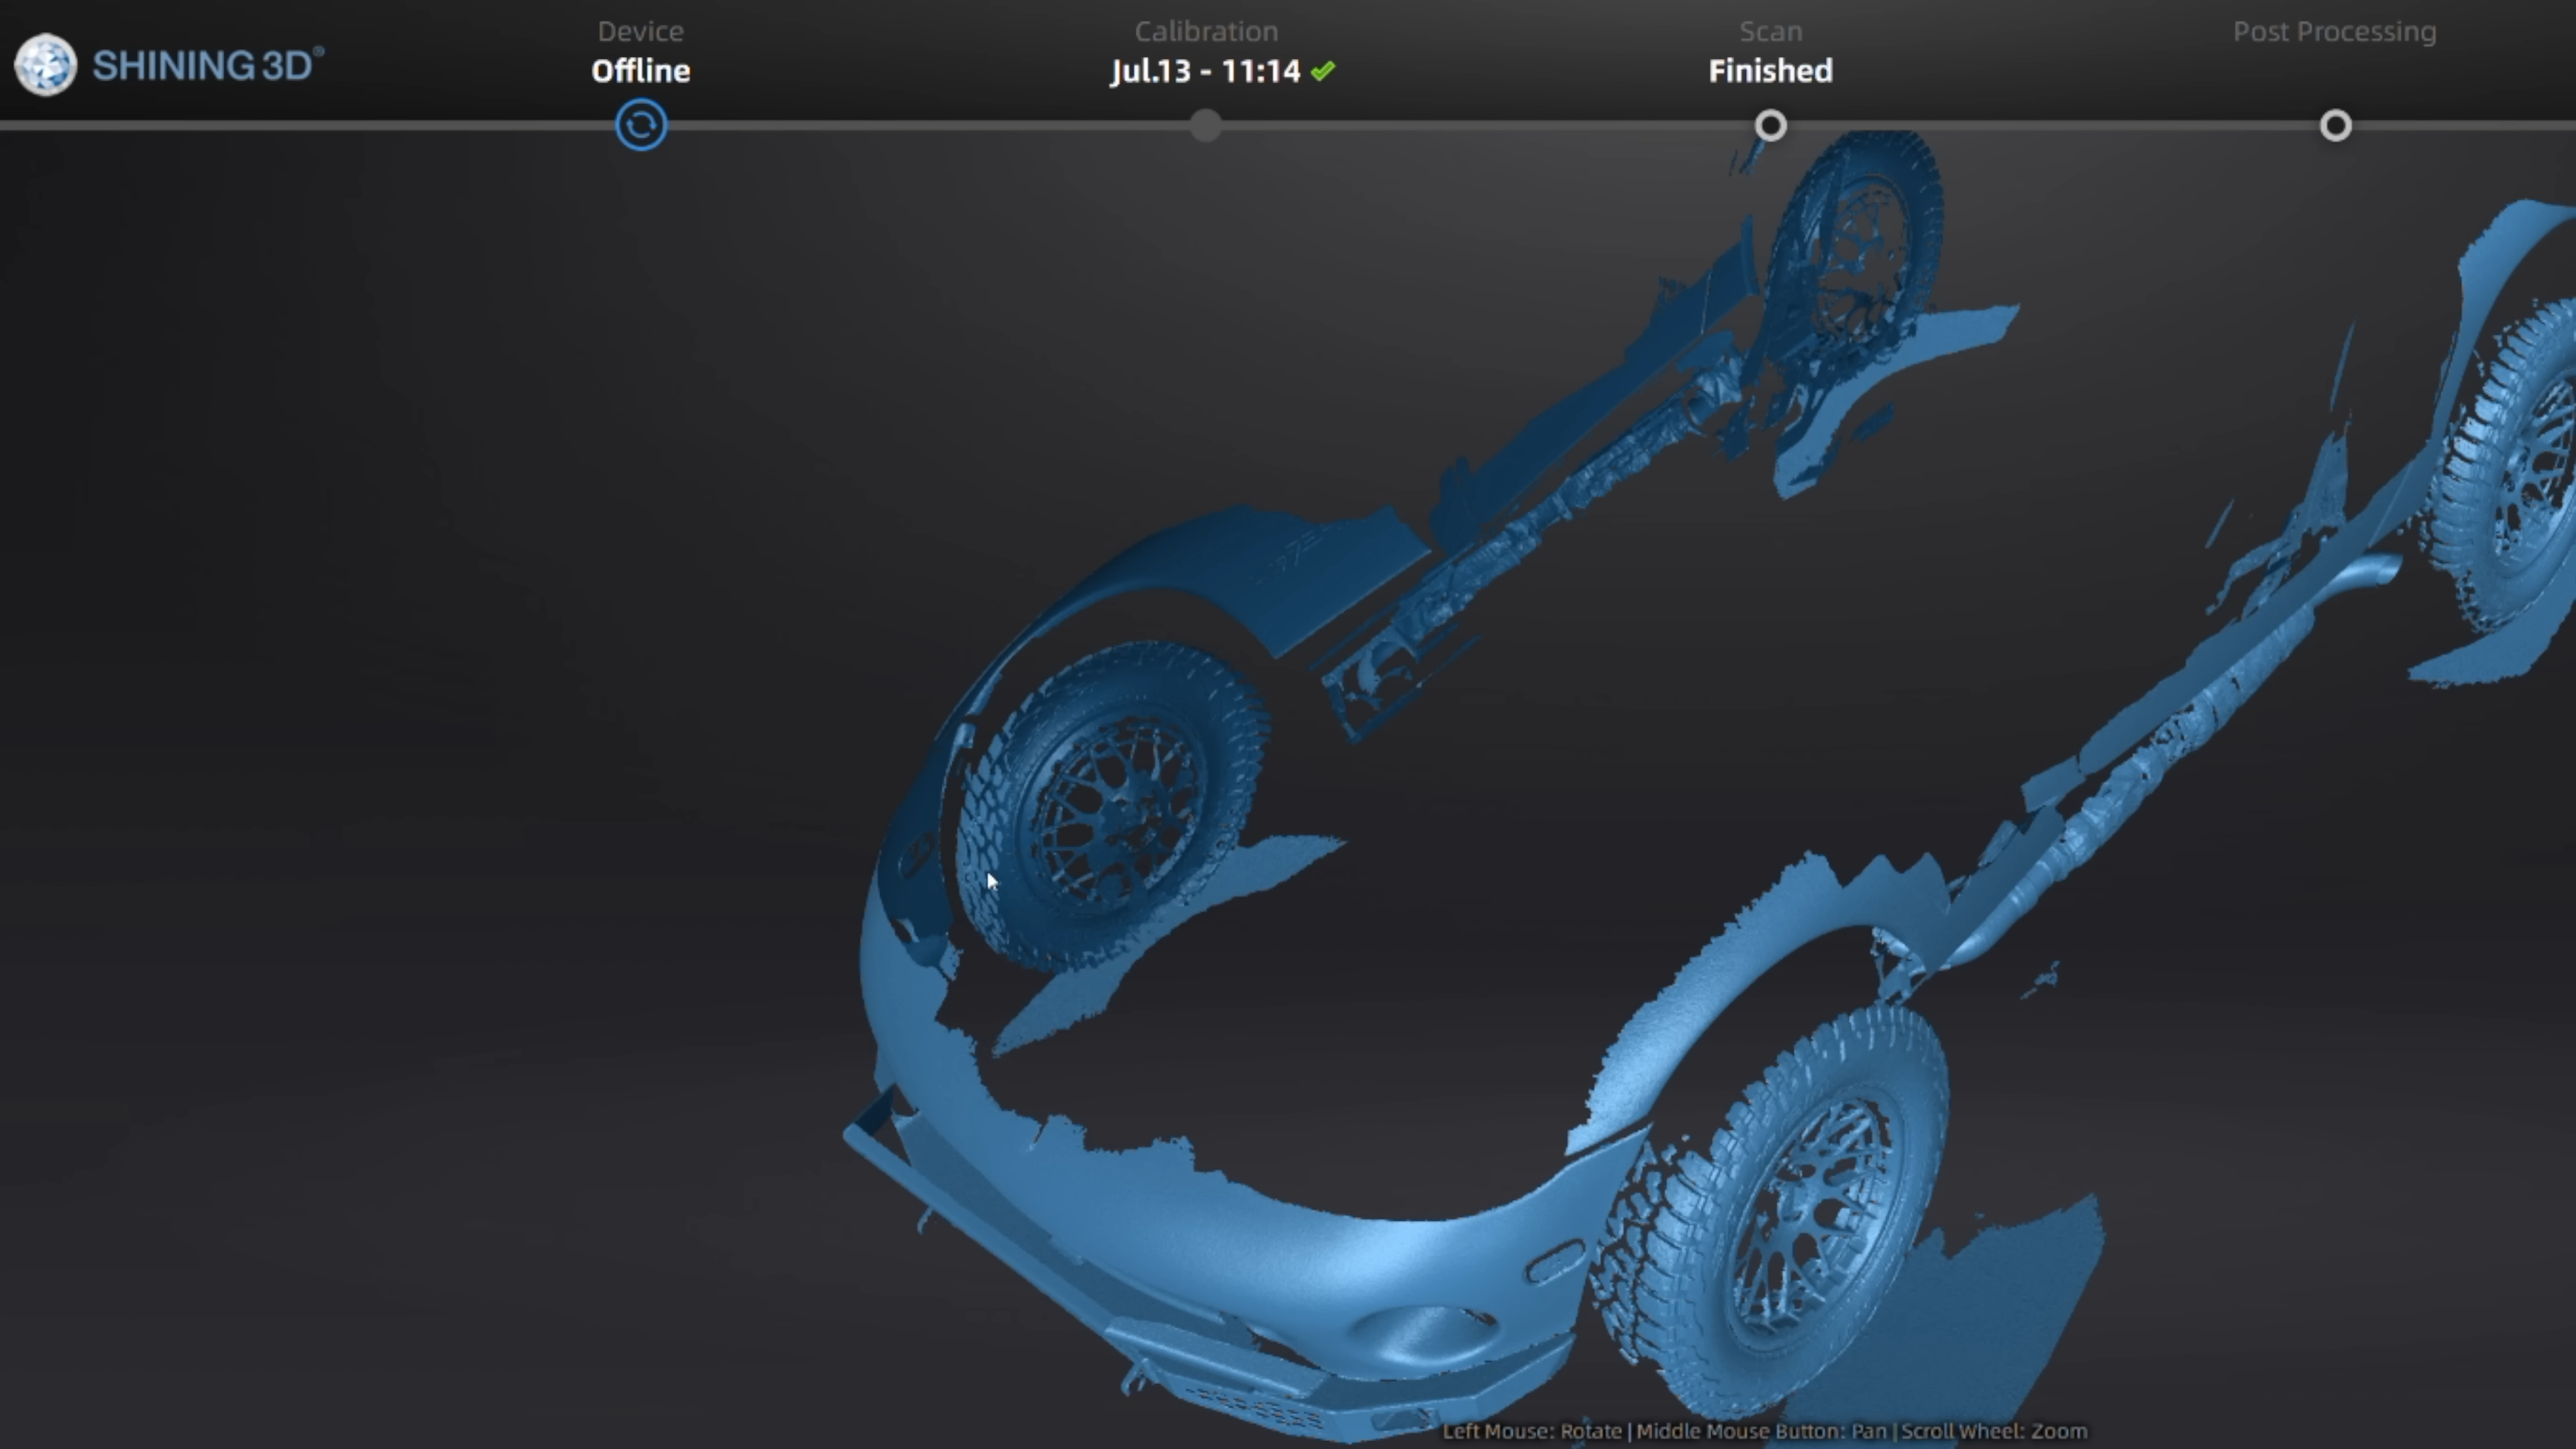 SHINING 3D®
Device
Offline
Calibration
Jul.13 - 11:14
Scan
Finished
Post Processing
Left Mouse: Rotate | Middle Mouse Button: Pan | Scroll Wheel: Zoom